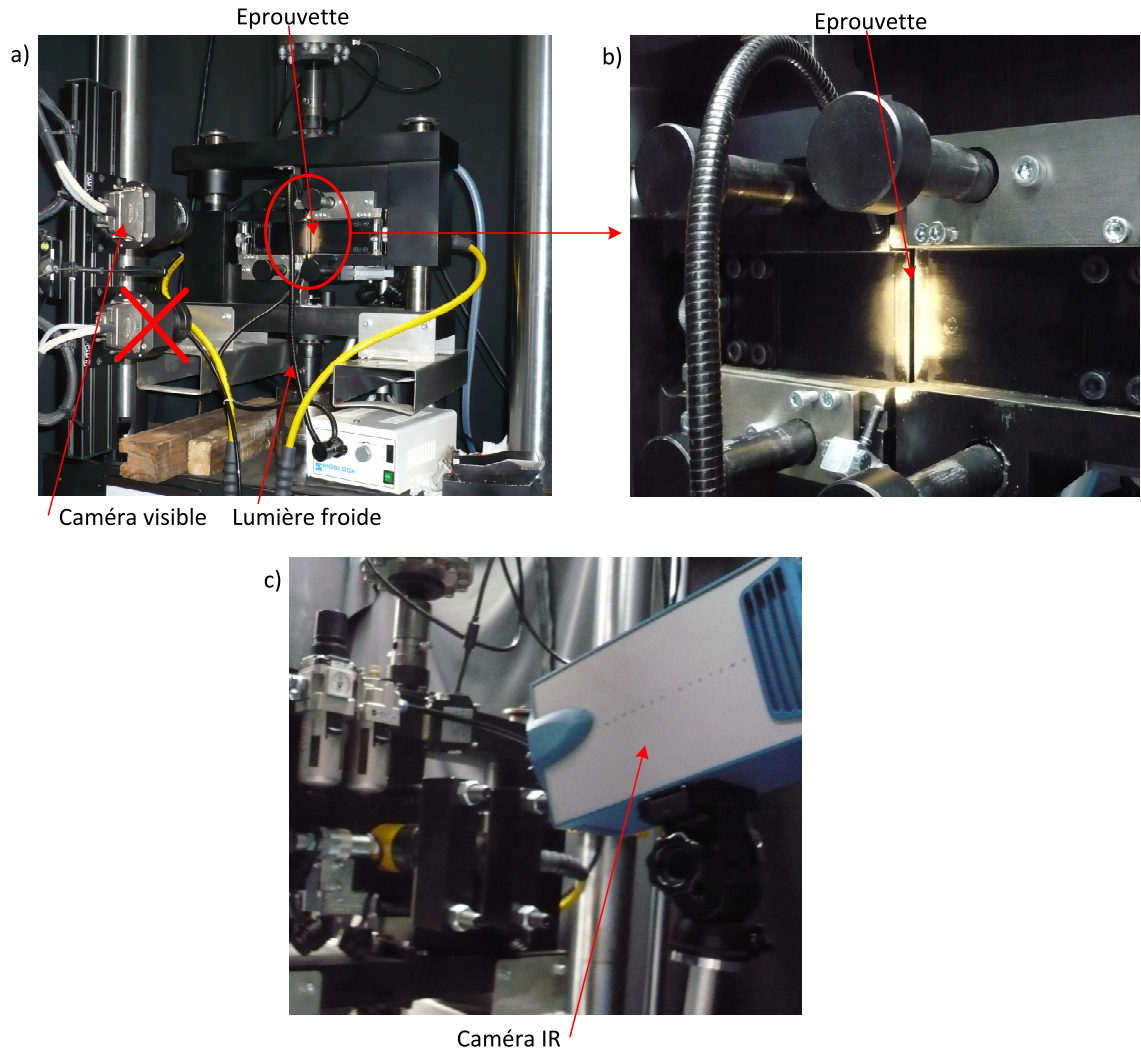 Eprouvette
Eprouvette
a)
b)
Caméra visible
Lumière froide
c)
Caméra IR